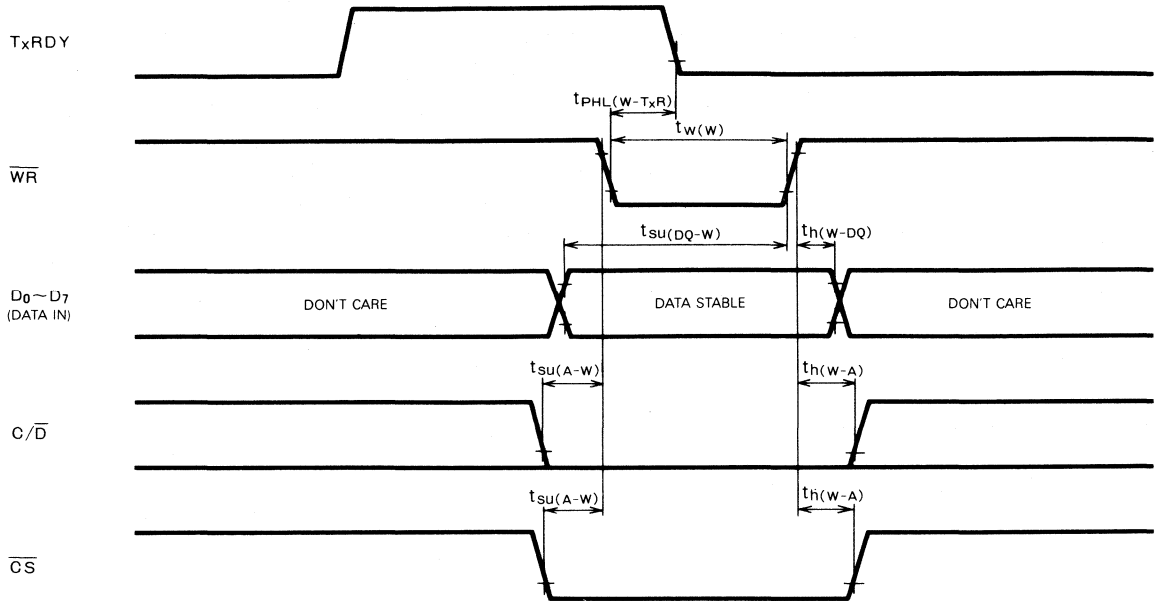 TxRDY
tPHL(W-TxR)
tW(W)
WR
tsu(DQ-W)
th(W-DQ)
D0~D7
(DATA IN)
DON'T CARE
DATA STABLE
DON'T CARE
tsu(A-W)
th(W-A)
C/D
tsu(A-W)
th(W-A)
CS